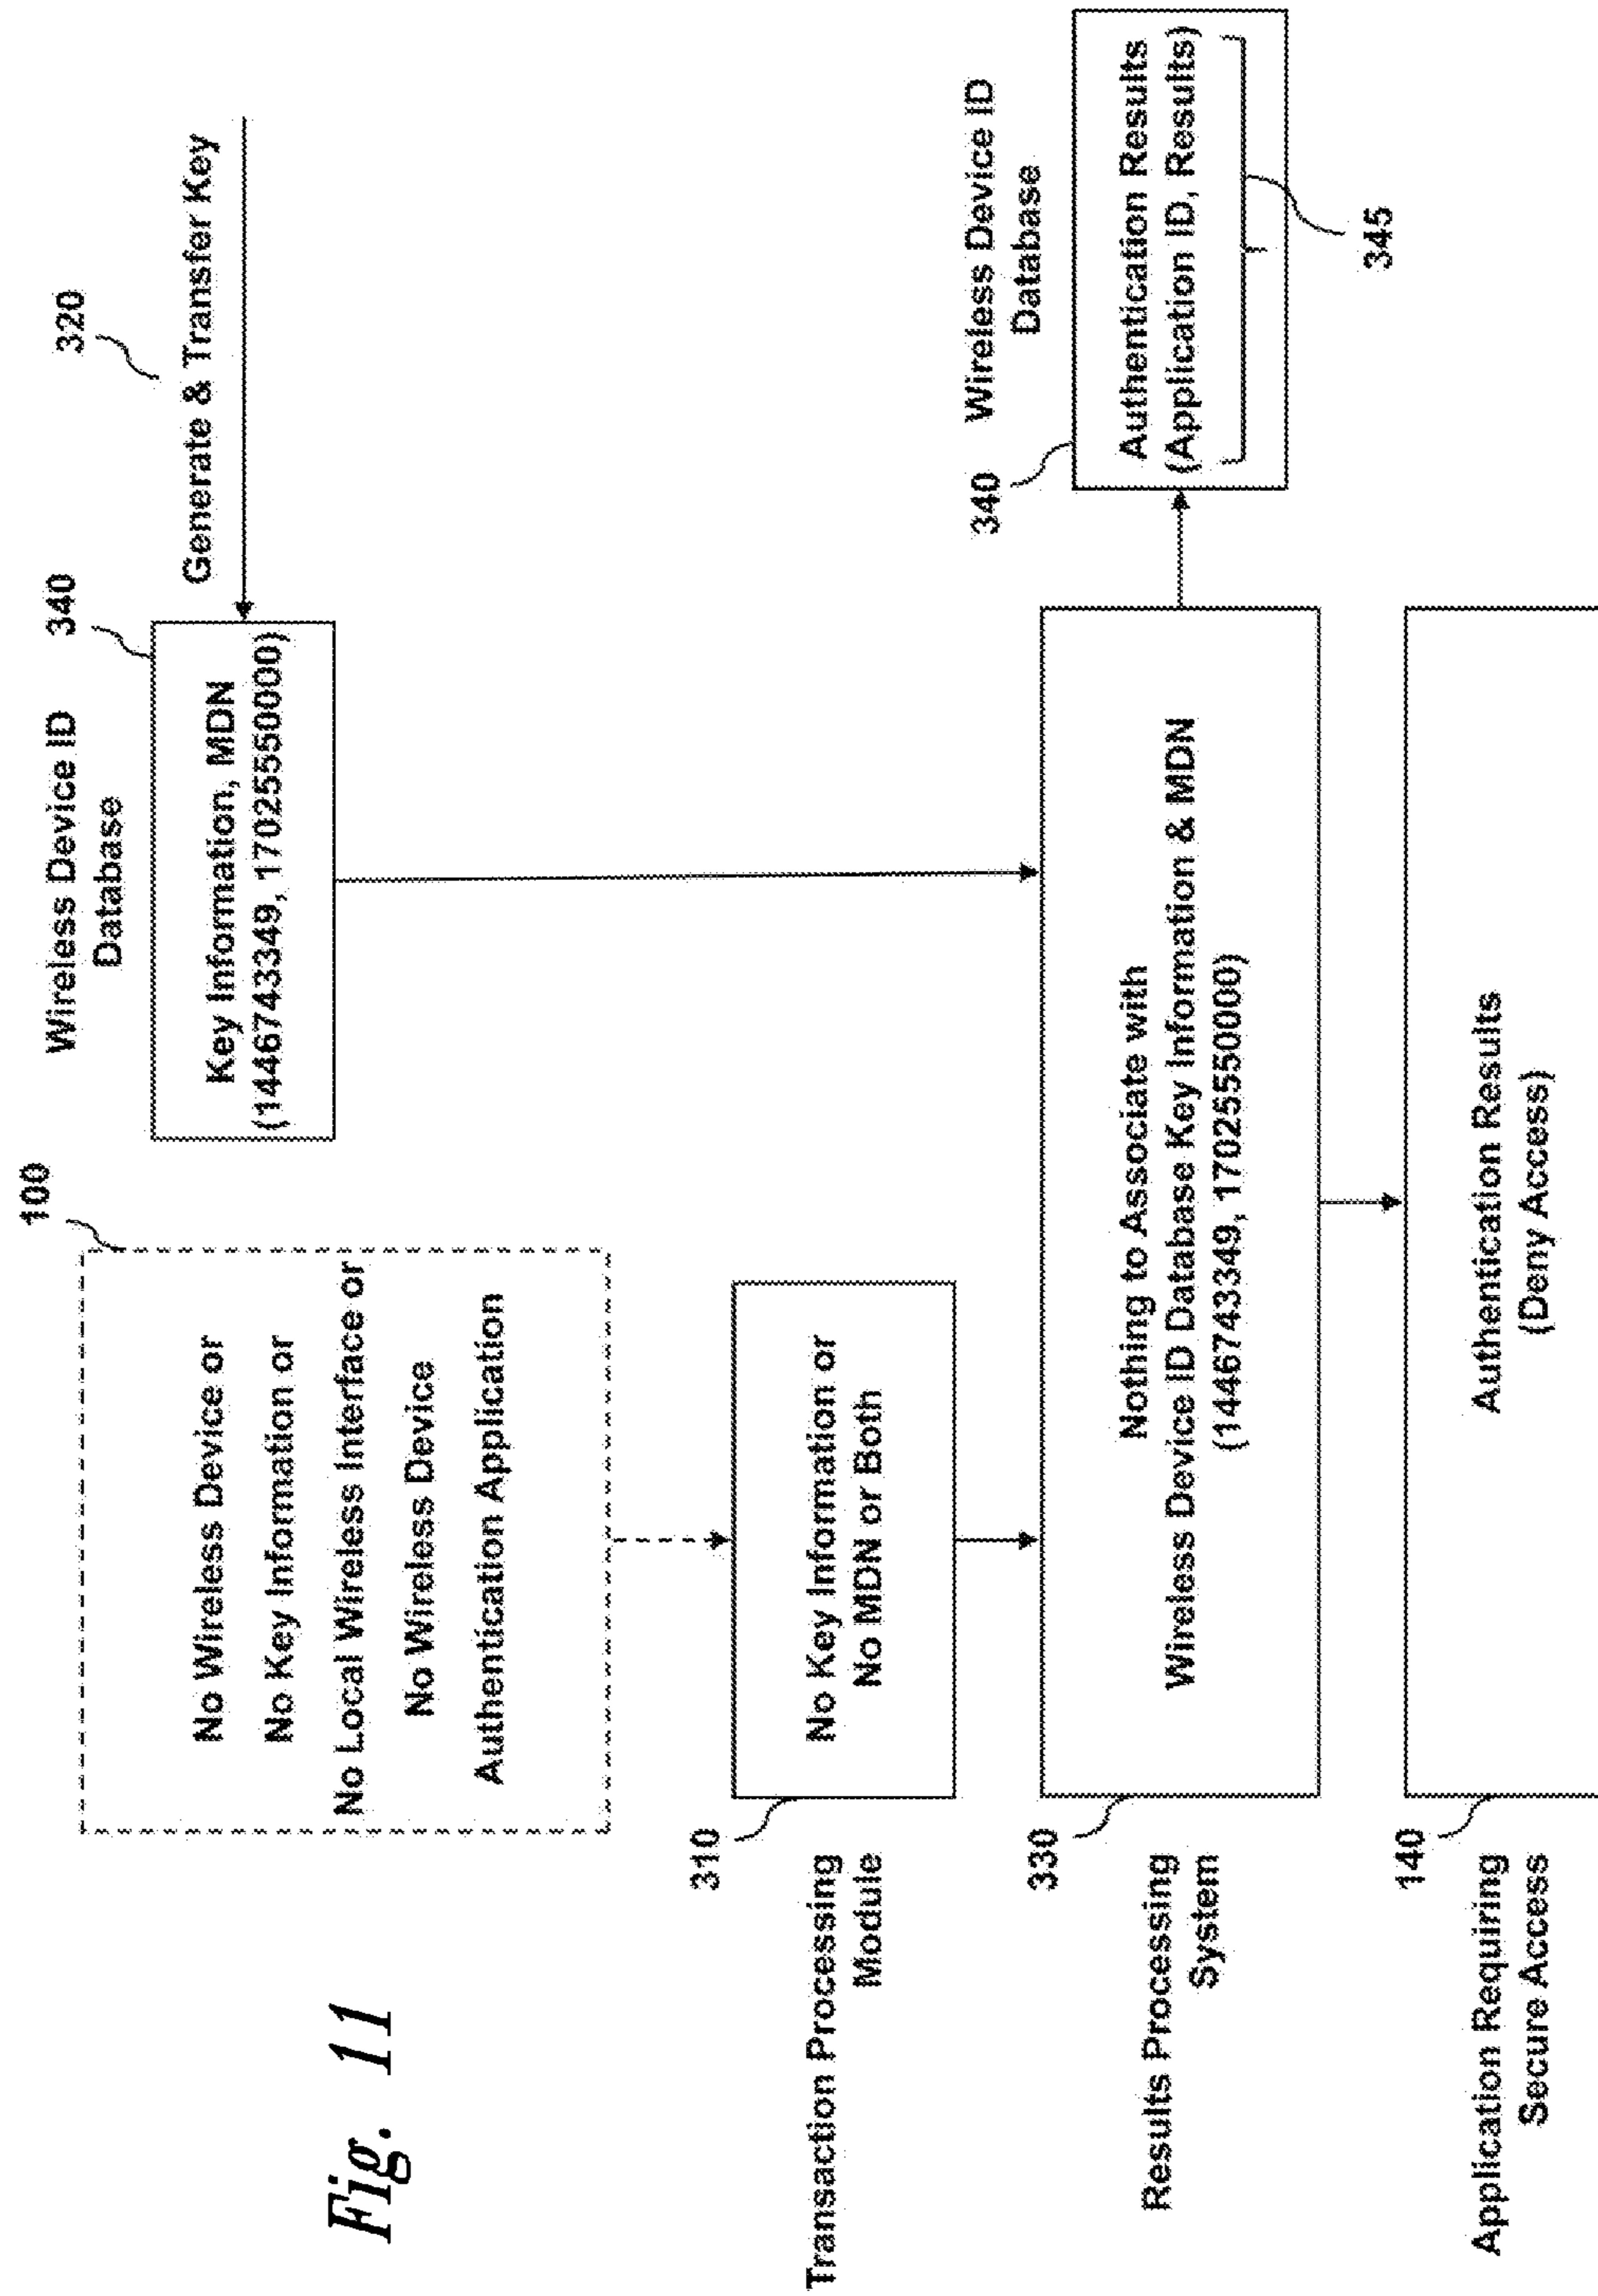 Fig. 11
100
No Wireless Device or
No Key Information or
No Local Wireless Interface or
No Wireless Device
Authentication Application
Wireless Device ID
Database
340
Key Information, MDN
(1446743349, 17025550000)
320
Generate & Transfer Key
Transaction Processing
Module
310
No Key Information or
No MDN or Both
Results Processing
System
330
Nothing to Associate with
Wireless Device ID Database Key Information & MDN
(1446743349, 17025550000)
340
Wireless Device ID
Database
Authentication Results
(Application ID, Results)
345
Application Requiring
Secure Access
140
Authentication Results
(Deny Access)